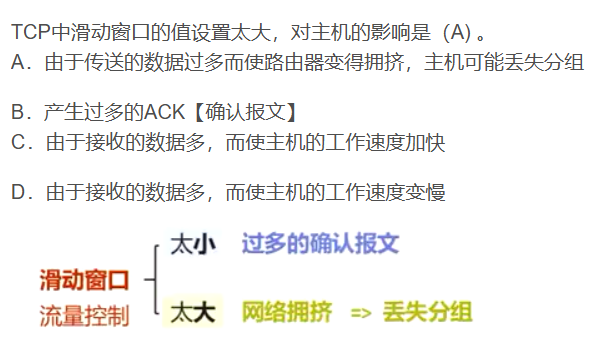 TCP中滑动窗口的值设置太大，对主机的影响是（A) 。
A．由于传送的数据过多而使路由器变得拥挤，主机可能丢失分组
B．产生过多的ACK【确认报文】
C．由于接收的数据多，而使主机的工作速度加快
D．由于接收的数据多，而使主机的工作速度变慢
太小 过多的确认报文
滑动窗口
流量控制
太大 网络拥挤 => 丢失分组